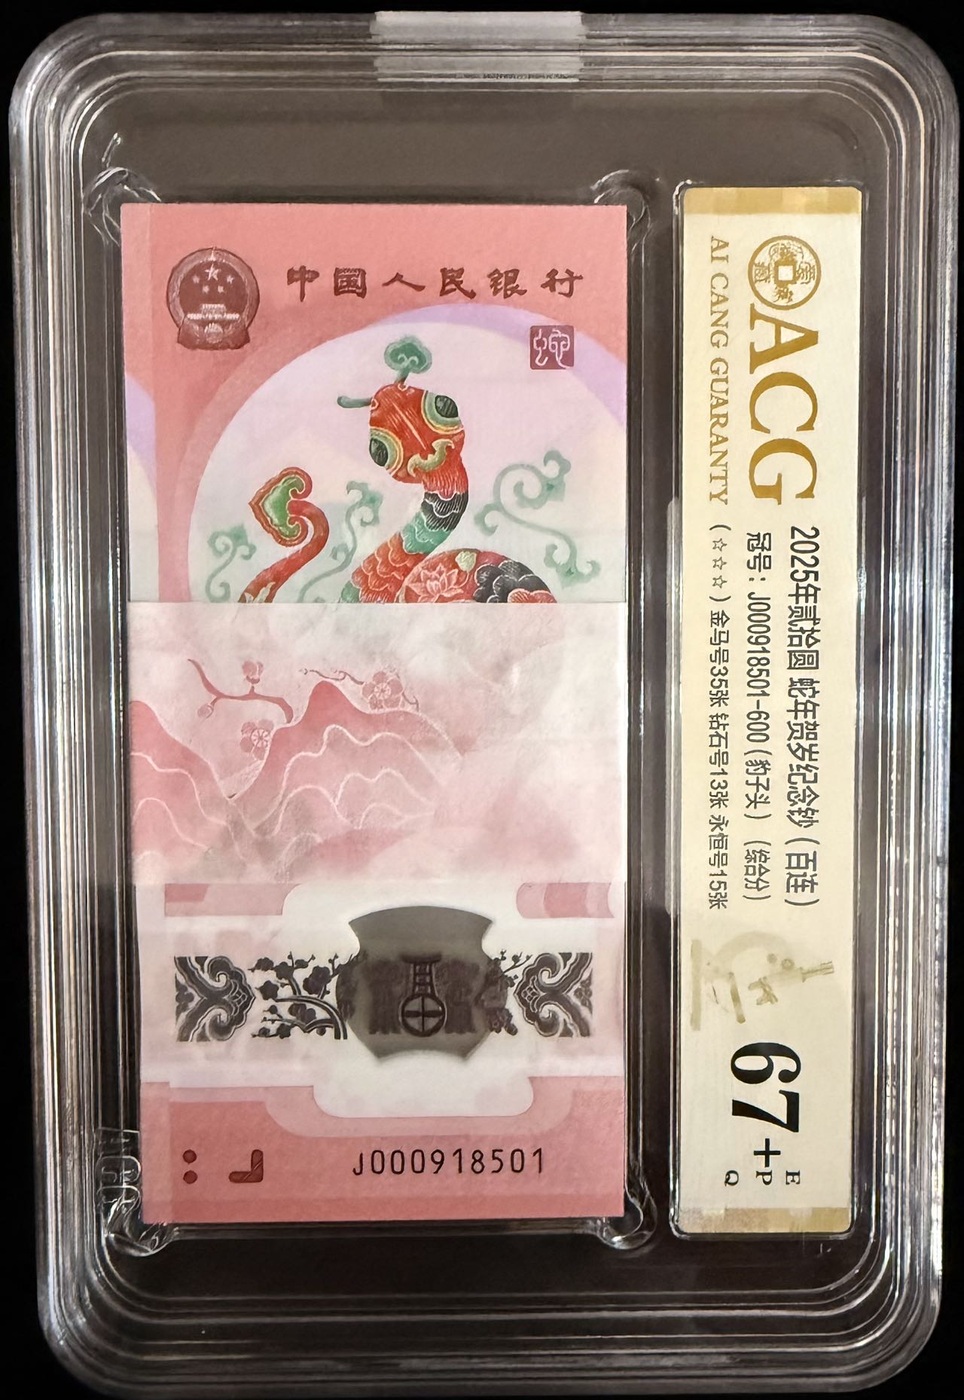 中国人民银行
蛇
J000918501
ACG
AI CANG GUARANTY
2025年贰拾圆 蛇年贺岁纪念钞（百连）
冠号：J000918501-600（豹子头）（综合分）
（☆☆☆）金马号35张 钻石号13张 永恒号15张
67+
E
P
Q